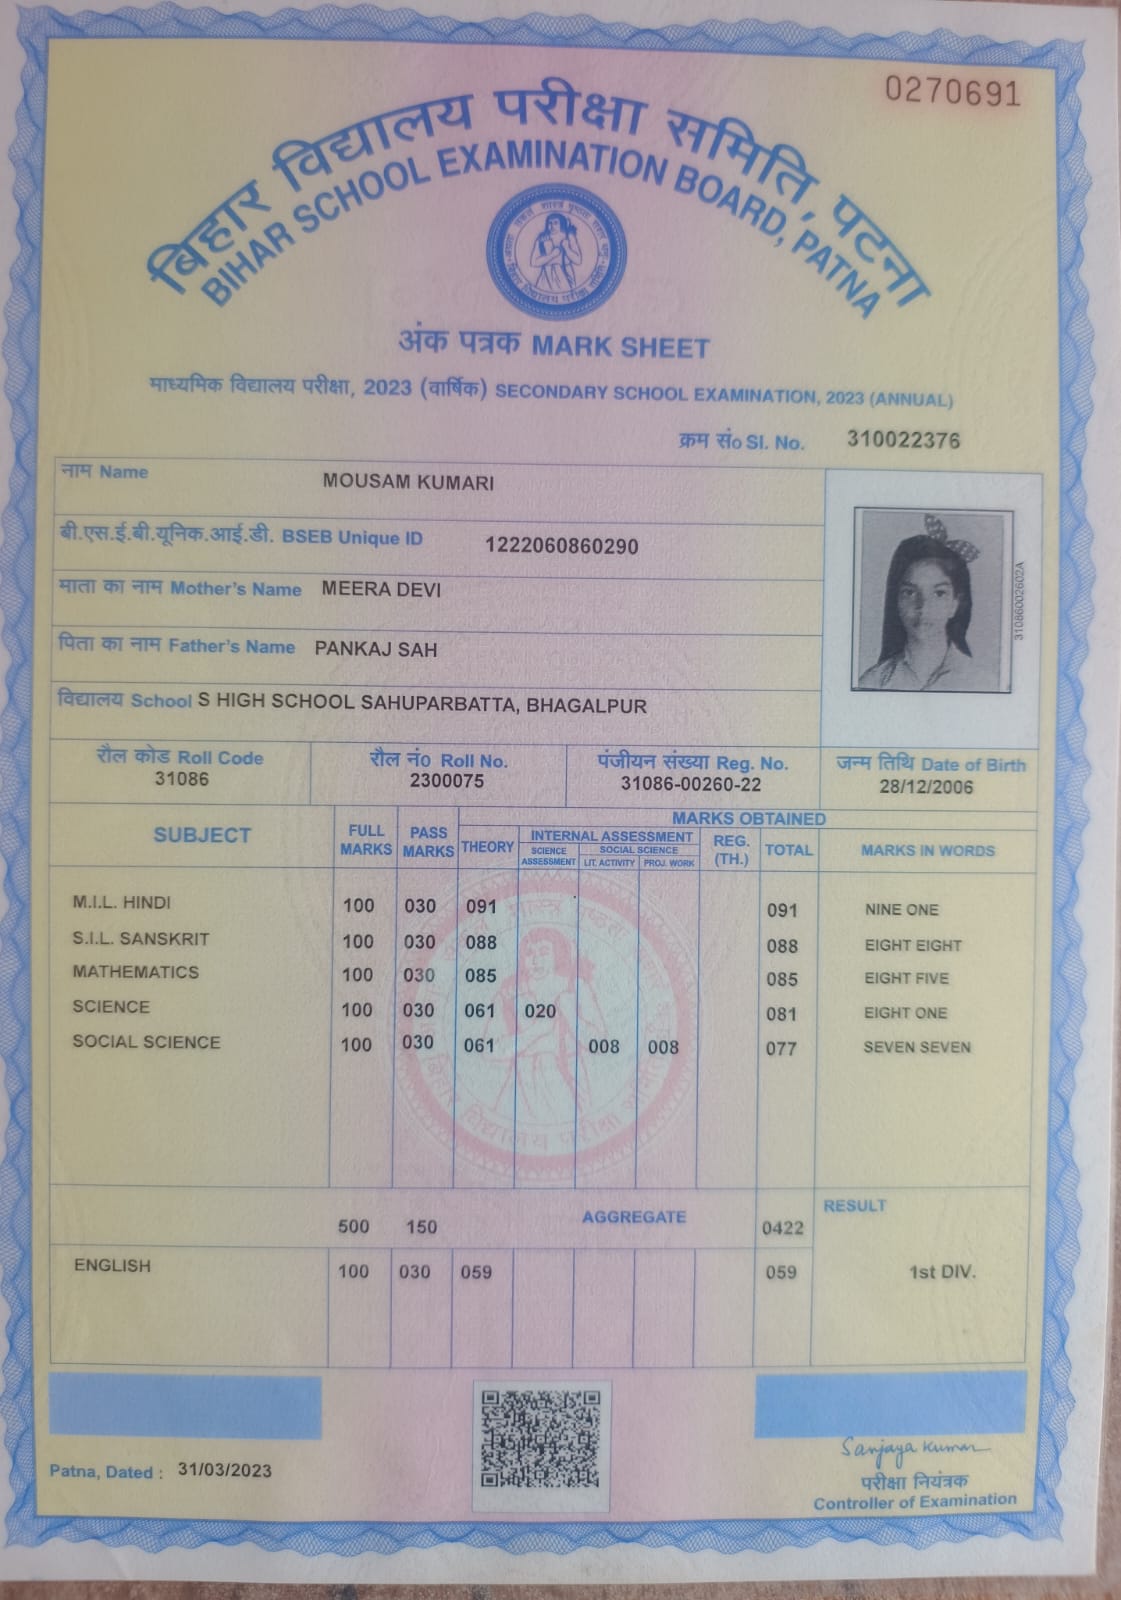 0270691
बिहार विद्यालय परीक्षा समिति, पटना
BIHAR SCHOOL EXAMINATION BOARD, PATNA
अंक पत्रक MARK SHEET
माध्यमिक विद्यालय परीक्षा, 2023 (वार्षिक) SECONDARY SCHOOL EXAMINATION, 2023 (ANNUAL)
क्रम सं० Sl. No. 310022376
नाम Name MOUSAM KUMARI
बी.एस.ई.बी.यूनिक.आई.डी. BSEB Unique ID 1222060860290
माता का नाम Mother's Name MEERA DEVI
31086002602A
पिता का नाम Father's Name PANKAJ SAH
विद्यालय School S HIGH SCHOOL SAHUPARBATTA, BHAGALPUR
रौल कोड Roll Code रौल नं० Roll No. पंजीयन संख्या Reg. No. जन्म तिथि Date of Birth
31086 2300075 31086-00260-22 28/12/2006
MARKS OBTAINED
SUBJECT FULL MARKS PASS MARKS THEORY INTERNAL ASSESSMENT REG. (TH.) TOTAL MARKS IN WORDS
SCIENCE ASSESSMENT SOCIAL SCIENCE
LIT. ACTIVITY PROJ. WORK
M.I.L. HINDI 100 030 091 091 NINE ONE
S.I.L. SANSKRIT 100 030 088 088 EIGHT EIGHT
MATHEMATICS 100 030 085 085 EIGHT FIVE
SCIENCE 100 030 061 020 081 EIGHT ONE
SOCIAL SCIENCE 100 030 061 008 008 077 SEVEN SEVEN
500 150 AGGREGATE 0422 RESULT
ENGLISH 100 030 059 059 1st DIV.
Patna, Dated : 31/03/2023
Sanjaya Kumar
परीक्षा नियंत्रक
Controller of Examination
बिहार विद्यालय परीक्षा समिति